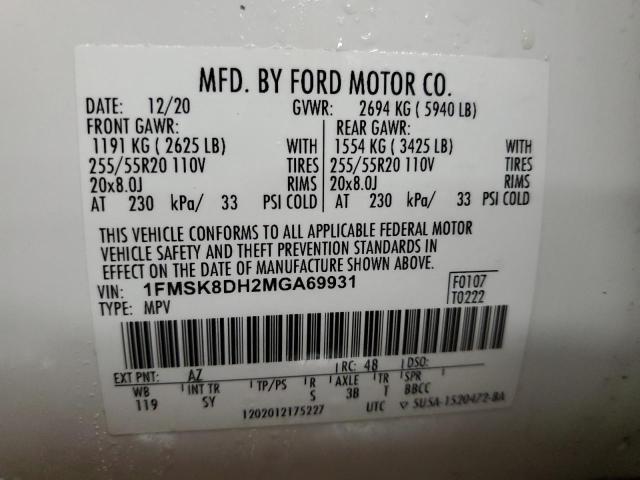 MFD. BY FORD MOTOR CO.
DATE: 12/20 GVWR: 2694 KG ( 5940 LB)
FRONT GAWR: REAR GAWR:
1191 KG ( 2625 LB) WITH 1554 KG ( 3425 LB) WITH
255/55R20 110V TIRES 255/55R20 110V TIRES
20x8.0J RIMS 20x8.0J RIMS
AT 230 kPa/ 33 PSI COLD AT 230 kPa/ 33 PSI COLD
THIS VEHICLE CONFORMS TO ALL APPLICABLE FEDERAL MOTOR
VEHICLE SAFETY AND THEFT PREVENTION STANDARDS IN
EFFECT ON THE DATE OF MANUFACTURE SHOWN ABOVE.
VIN: 1FMSK8DH2MGA69931 F0107
TYPE: MPV T0222
EXT PNT: AZ RC: 48 DSO:
WB INT TR TP/PS R AXLE TR SPR
119 SY S 3B T BBCC
1202012175227 UTC ▽ SU5A-1520472-BA